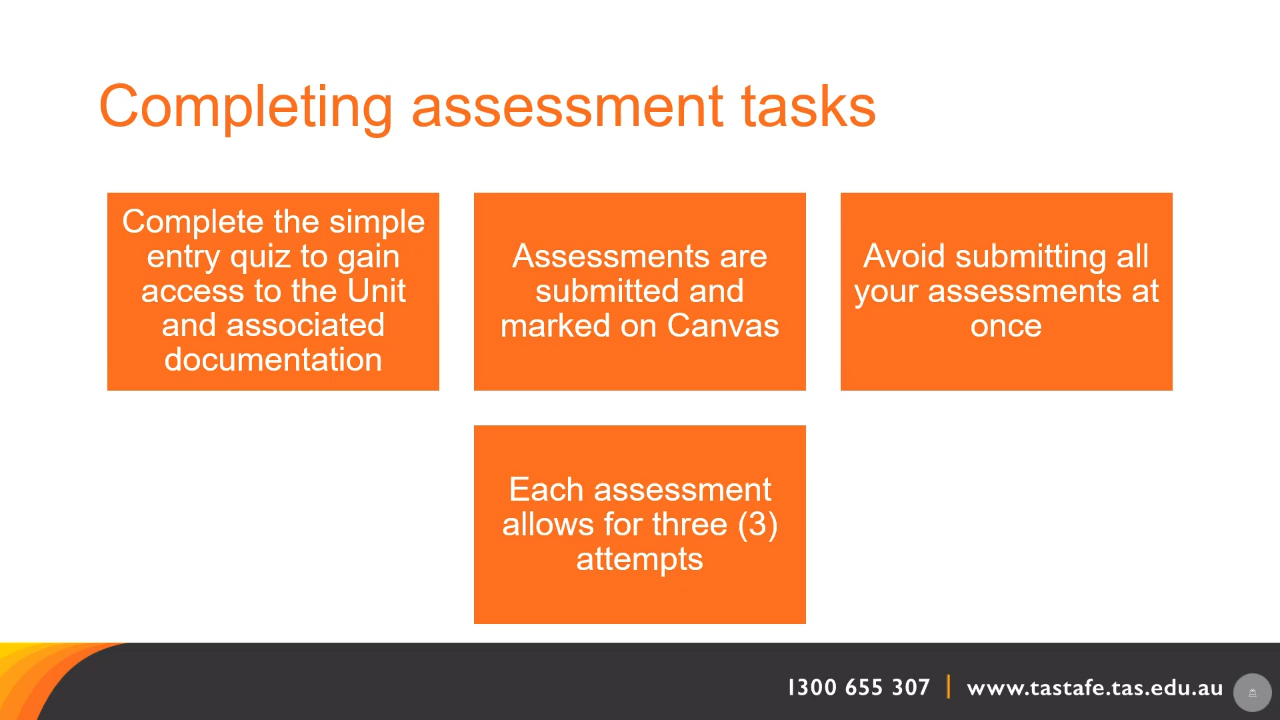 Completing assessment tasks
Complete the simple
entry quiz to gain
access to the Unit
and associated
documentation
Assessments are
submitted and
marked on Canvas
Avoid submitting all
your assessments at
once
Each assessment
allows for three (3)
attempts
1300 655 307 | www.tastafe.tas.edu.au